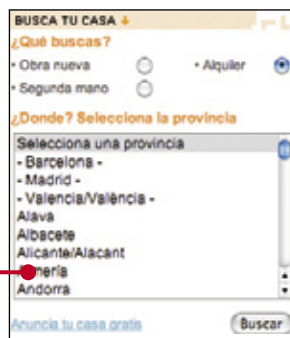 BUSCA TU CASA
¿Qué buscas?
• Obra nueva • Alquiler
• Segunda mano
¿Donde? Selecciona la provincia
Selecciona una provincia
- Barcelona -
- Madrid -
- Valencia/València -
Alava
Albacete
Alicante/Alacant
Andorra
Anuncia tu casa gratis Buscar